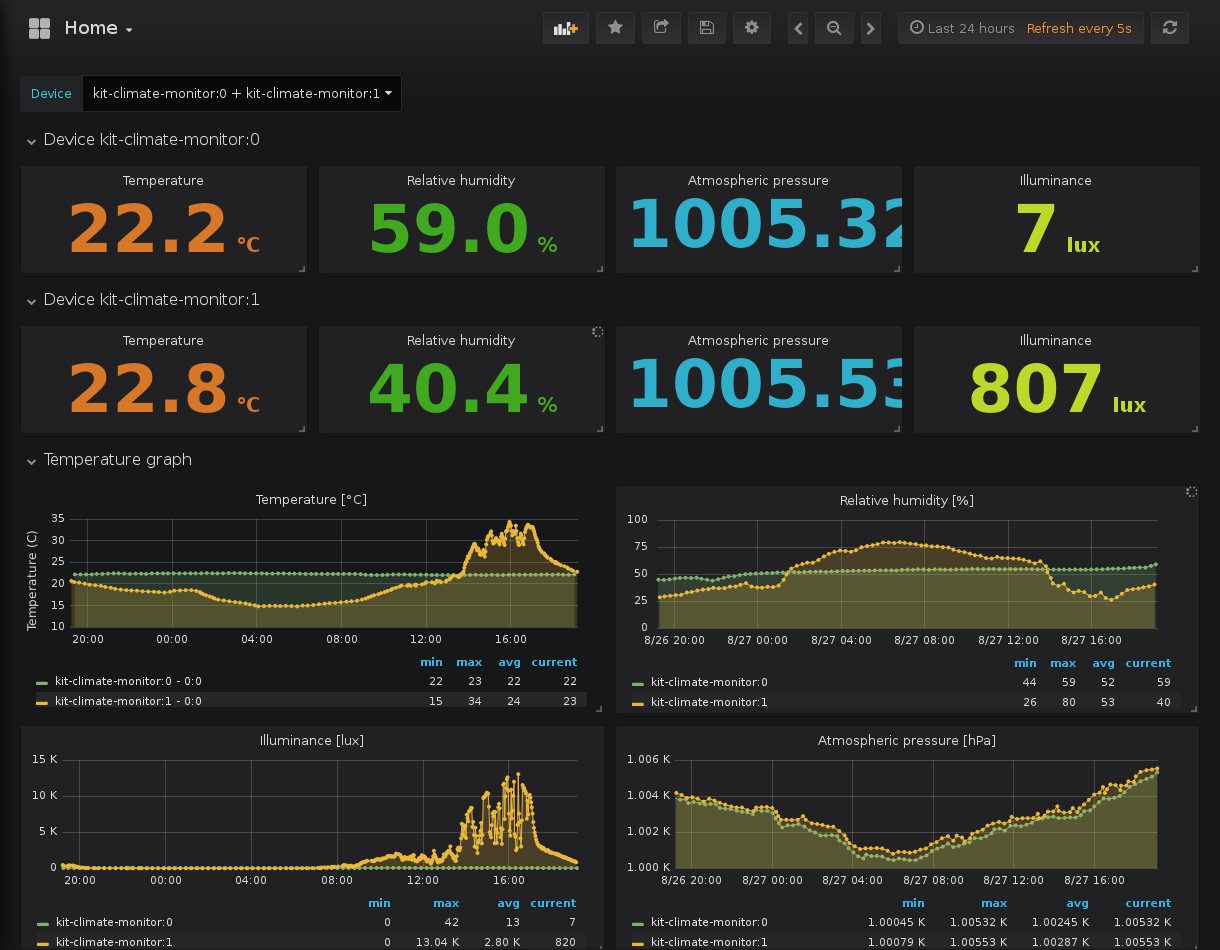 Home
Last 24 hours Refresh every 5s
Device kit-climate-monitor:0 + kit-climate-monitor:1
Device kit-climate-monitor:0
Temperature Relative humidity Atmospheric pressure Illuminance
22.2 °C 59.0 % 1005.32 7 lux
Device kit-climate-monitor:1
Temperature Relative humidity Atmospheric pressure Illuminance
22.8 °C 40.4 % 1005.53 807 lux
Temperature graph
Temperature [°C]
Temperature (C)
35
30
25
20
15
10
20:00 00:00 04:00 08:00 12:00 16:00
min max avg current
kit-climate-monitor:0 - 0:0 22 23 22 22
kit-climate-monitor:1 - 0:0 15 34 24 23
Relative humidity [%]
100
75
50
25
0
8/26 20:00 8/27 00:00 8/27 04:00 8/27 08:00 8/27 12:00 8/27 16:00
min max avg current
kit-climate-monitor:0 44 59 52 59
kit-climate-monitor:1 26 80 53 40
Illuminance [lux]
15 K
10 K
5 K
0
20:00 00:00 04:00 08:00 12:00 16:00
min max avg current
kit-climate-monitor:0 0 42 13 7
kit-climate-monitor:1 0 13.04 K 2.80 K 820
Atmospheric pressure [hPa]
1.006 K
1.004 K
1.002 K
1.000 K
8/26 20:00 8/27 00:00 8/27 04:00 8/27 08:00 8/27 12:00 8/27 16:00
min max avg current
kit-climate-monitor:0 1.00045 K 1.00532 K 1.00245 K 1.00532 K
kit-climate-monitor:1 1.00079 K 1.00553 K 1.00287 K 1.00553 K